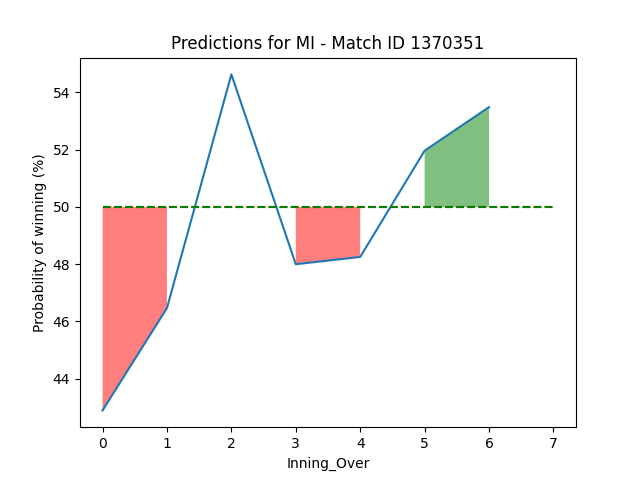 Predictions for MI - Match ID 1370351
Probability of winning (%)
54
52
50
48
46
44
0 1 2 3 4 5 6 7
Inning_Over